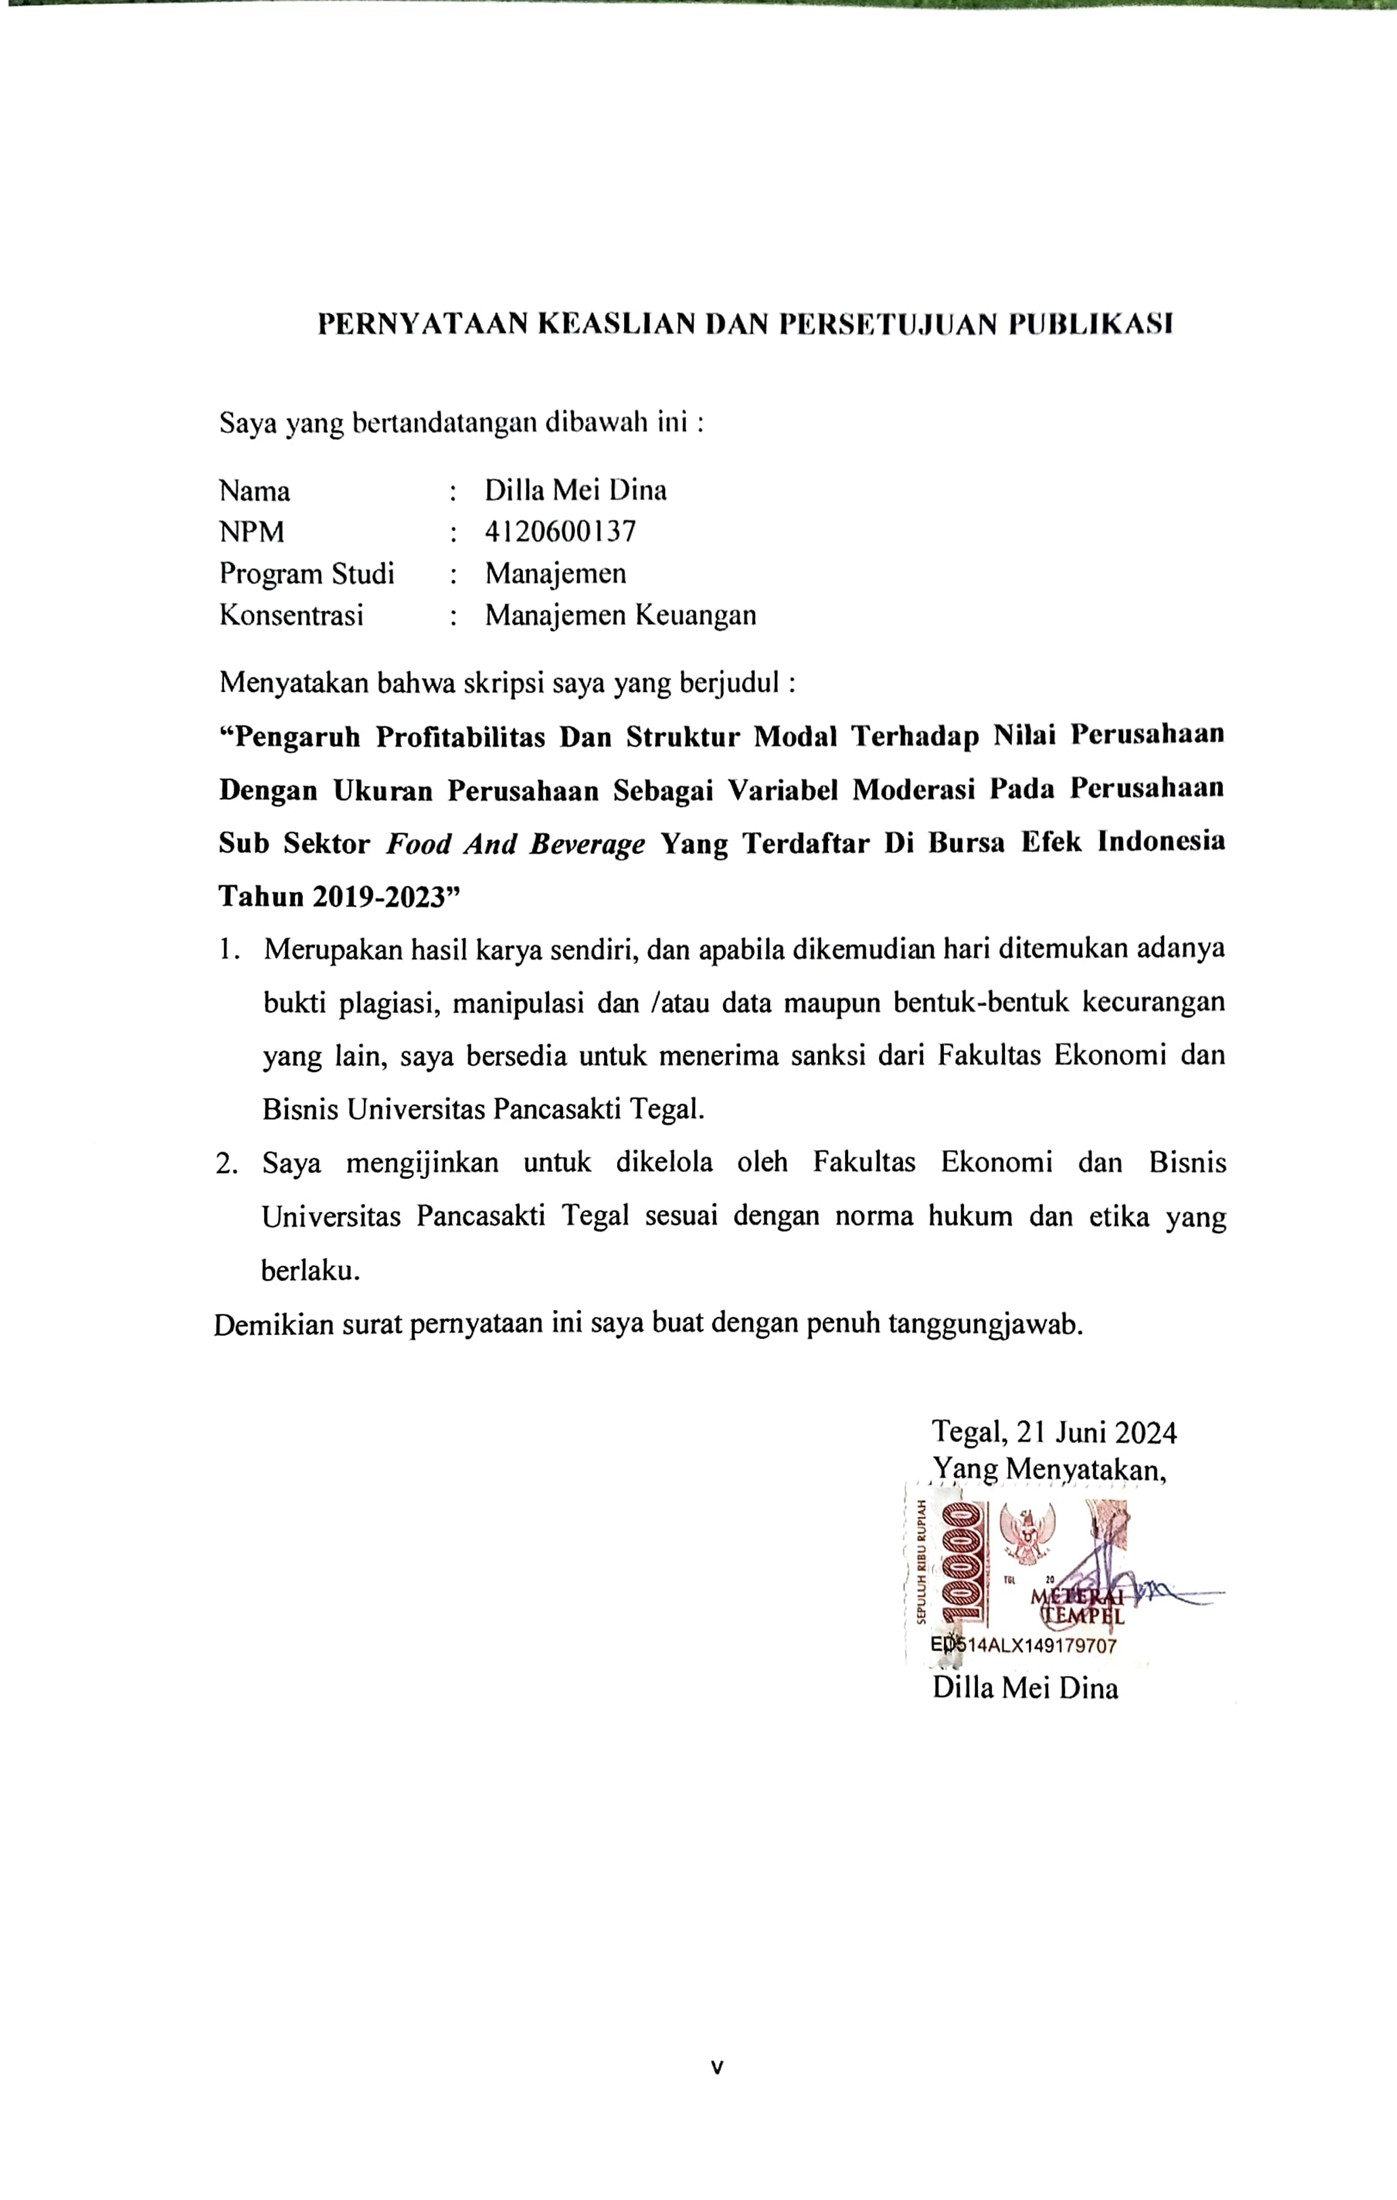 PERNYATAAN KEASLIAN DAN PERSETUJUAN PUBLIKASI
Saya yang bertandatangan dibawah ini :
Nama : Dilla Mei Dina
NPM : 4120600137
Program Studi : Manajemen
Konsentrasi : Manajemen Keuangan
Menyatakan bahwa skripsi saya yang berjudul :
“Pengaruh Profitabilitas Dan Struktur Modal Terhadap Nilai Perusahaan
Dengan Ukuran Perusahaan Sebagai Variabel Moderasi Pada Perusahaan
Sub Sektor Food And Beverage Yang Terdaftar Di Bursa Efek Indonesia
Tahun 2019-2023”
1. Merupakan hasil karya sendiri, dan apabila dikemudian hari ditemukan adanya
bukti plagiasi, manipulasi dan /atau data maupun bentuk-bentuk kecurangan
yang lain, saya bersedia untuk menerima sanksi dari Fakultas Ekonomi dan
Bisnis Universitas Pancasakti Tegal.
2. Saya mengijinkan untuk dikelola oleh Fakultas Ekonomi dan Bisnis
Universitas Pancasakti Tegal sesuai dengan norma hukum dan etika yang
berlaku.
Demikian surat pernyataan ini saya buat dengan penuh tanggungjawab.
Tegal, 21 Juni 2024
Yang Menyatakan,
SEPULUH RIBU RUPIAH
10000
TGL 20
METERAI
TEMPEL
ED514ALX149179707
Dilla Mei Dina
v